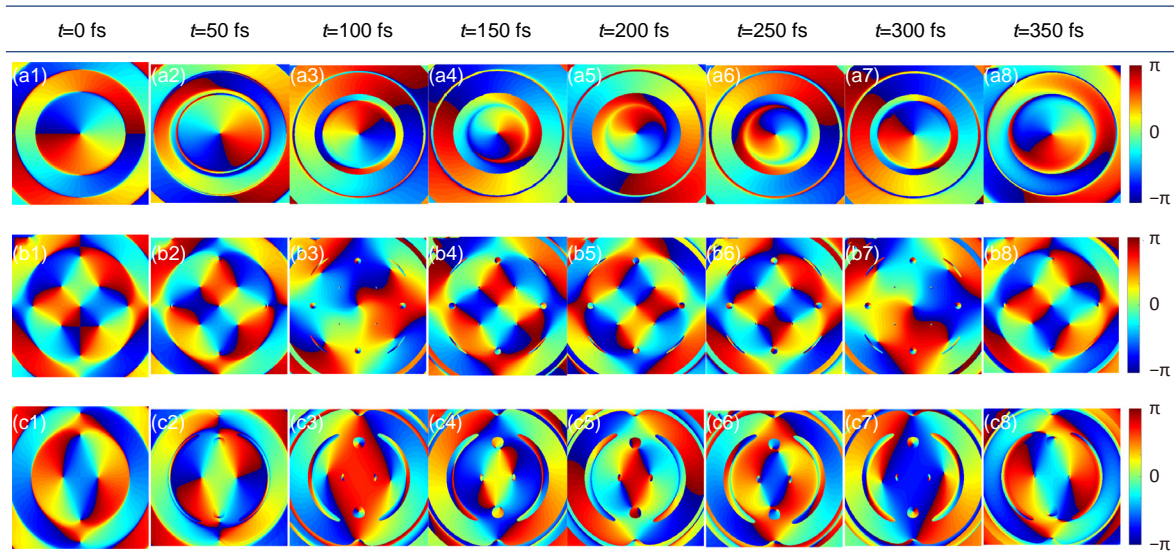 t=0 fs t=50 fs t=100 fs t=150 fs t=200 fs t=250 fs t=300 fs t=350 fs
(a1) (a2) (a3) (a4) (a5) (a6) (a7) (a8) π
0
−π
(b1) (b2) (b3) (b4) (b5) (b6) (b7) (b8) π
0
−π
(c1) (c2) (c3) (c4) (c5) (c6) (c7) (c8) π
0
−π